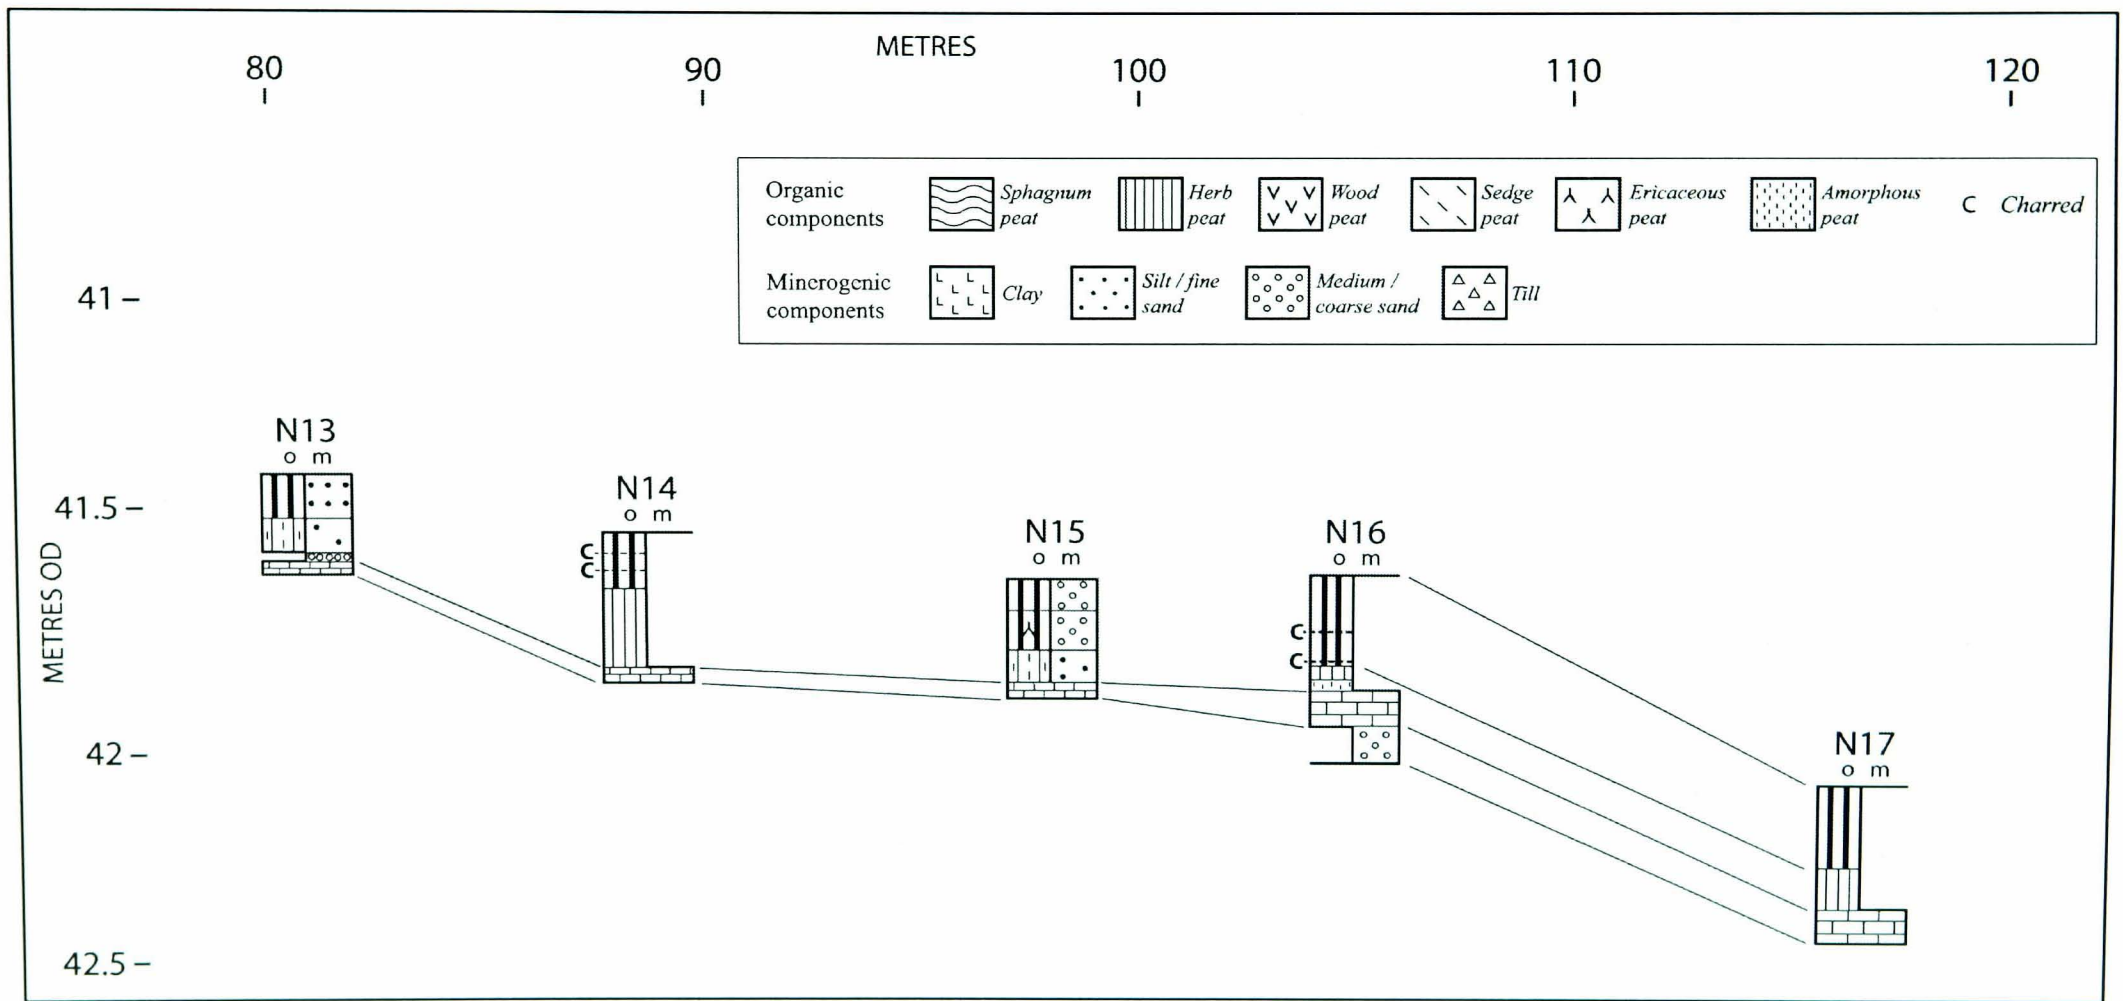 METRES
80 90 100 110 120
Organic components
Sphagnum peat
Herb peat
Wood peat
Sedge peat
Ericaceous peat
Amorphous peat
C Charred
Minerogenic components
Clay
Silt / fine sand
Medium / coarse sand
Till
METRES OD
41
41.5
42
42.5
N13
o m
N14
o m
C
C
N15
o m
N16
o m
C
C
N17
o m